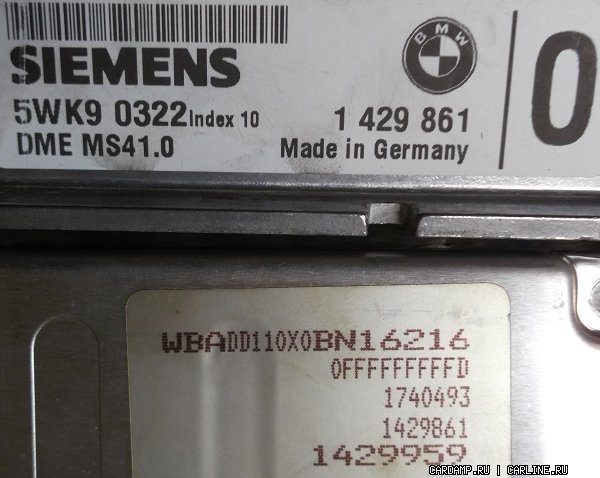 BMW
SIEMENS
5WK9 0322 Index 10
1 429 861
0
DME MS41.0
Made in Germany
WBADD110X0BN16216
0FFFFFFFFFD
1740493
1429861
1429959
CARDAMP.RU | CARLINE.RU